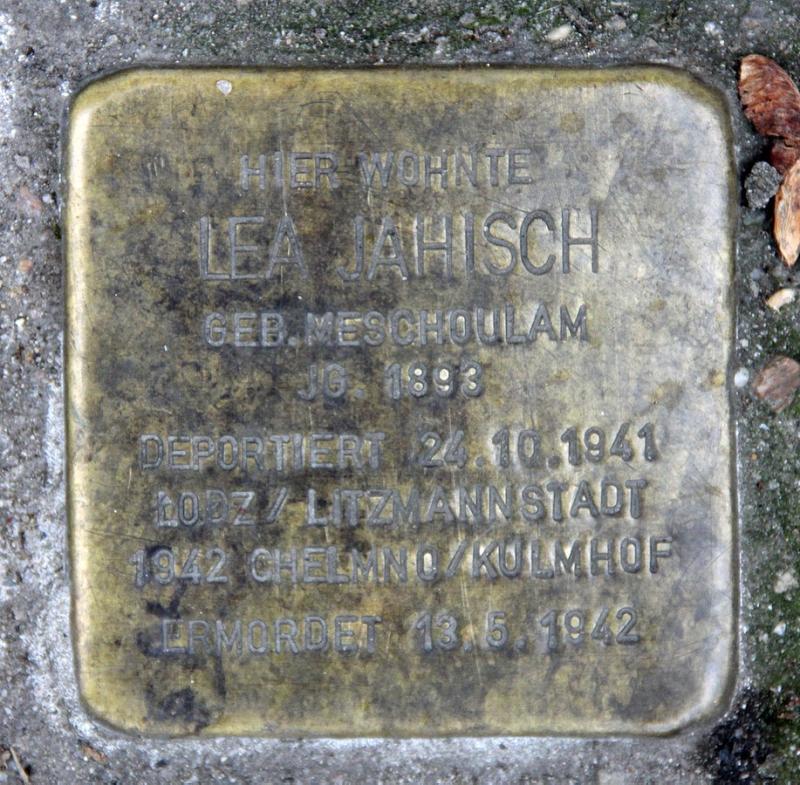 HIER WOHNTE
LEA JAHISCH
GEB. MESCHOULAM
JG. 1893
DEPORTIERT 24.10.1941
ŁODZ / LITZMANNSTADT
1942 CHELMNO / KULMHOF
ERMORDET 13.5.1942